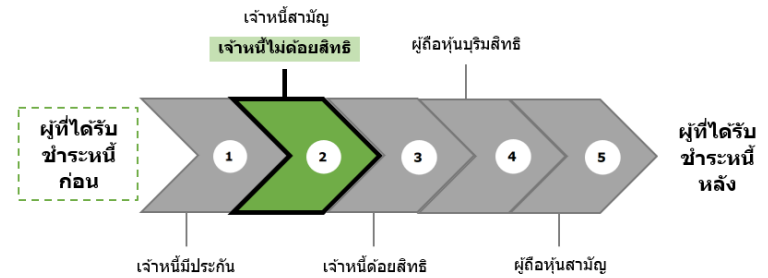 เจ้าหนี้สามัญ
เจ้าหนี้ไม่ด้อยสิทธิ
ผู้ถือหุ้นบุริมสิทธิ
ผู้ที่ได้รับ
ชำระหนี้
ก่อน
1
2
3
4
5
ผู้ที่ได้รับ
ชำระหนี้
หลัง
เจ้าหนี้มีประกัน
เจ้าหนี้ด้อยสิทธิ
ผู้ถือหุ้นสามัญ